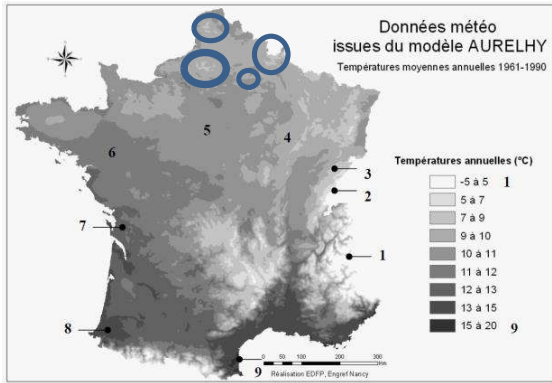 Données météo
issues du modèle AURELHY
Températures moyennes annuelles 1961-1990
5
4
6
3
2
7
1
8
9
Températures annuelles (°C)
-5 à 5 1
5 à 7
7 à 9
9 à 10
10 à 11
11 à 12
12 à 13
13 à 15
15 à 20 9
0 50 100 200 300
Km
Réalisation EDFP, Engref Nancy